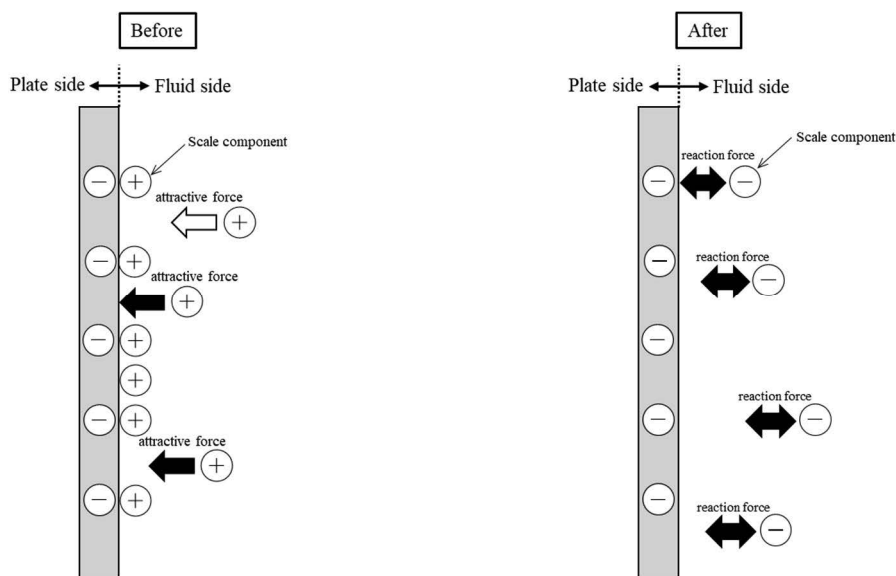 Before
Plate side
Fluid side
Scale component
−
+
attractive force
+
−
+
attractive force
+
−
+
+
−
+
attractive force
+
−
+
After
Plate side
Fluid side
Scale component
reaction force
−
−
reaction force
−
−
−
reaction force
−
−
−
reaction force
−